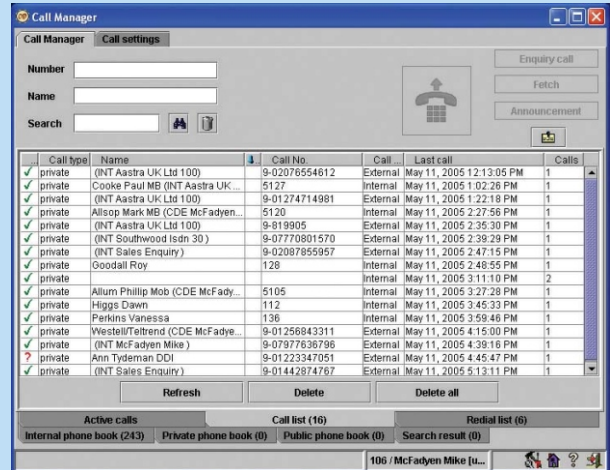 Call Manager
Call Manager Call settings
Number
Enquiry call
Fetch
Name
Announcement
Search
... Call type Name Call No. Call ... Last call Calls
private (INT Aastra UK Ltd 100) 9-02076554612 External May 11, 2005 12:13:05 PM 1
private Cooke Paul MB (INT Aastra UK ... 5127 Internal May 11, 2005 1:02:26 PM 1
private (INT Aastra UK Ltd 100) 9-01274714981 External May 11, 2005 1:22:18 PM 1
private Allsop Mark MB (CDE McFadyen... 5120 Internal May 11, 2005 2:27:56 PM 1
private (INT Aastra UK Ltd 100) 9-819905 External May 11, 2005 2:35:30 PM 1
private (INT Southwood Isdn 30 ) 9-07770801570 External May 11, 2005 2:39:29 PM 1
private (INT Sales Enquiry ) 9-02087855957 External May 11, 2005 2:47:15 PM 1
private Goodall Roy 128 Internal May 11, 2005 2:48:55 PM 1
private Internal May 11, 2005 3:11:10 PM 2
private Allum Phillip Mob (CDE McFady... 5105 Internal May 11, 2005 3:27:28 PM 1
private Higgs Dawn 112 Internal May 11, 2005 3:45:33 PM 1
private Perkins Vanessa 136 Internal May 11, 2005 3:59:46 PM 1
private Westell/Teltrend (CDE McFadye... 9-01256843311 External May 11, 2005 4:15:00 PM 1
private (INT McFadyen Mike ) 9-07977636796 External May 11, 2005 4:39:16 PM 1
? private Ann Tydeman DDI 9-01223347051 External May 11, 2005 4:45:47 PM 1
private (INT Sales Enquiry ) 9-01442874767 External May 11, 2005 5:13:11 PM 1
Refresh Delete Delete all
Active calls Call list (16) Redial list (6)
Internal phone book (243) Private phone book (0) Public phone book (0) Search result (0)
106 / McFadyen Mike [u... ?